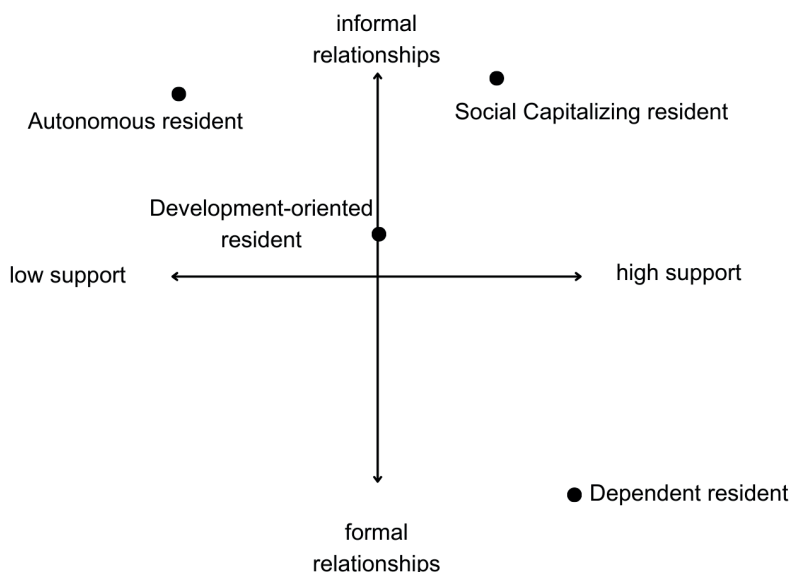 informal
relationships
Autonomous resident
Social Capitalizing resident
Development-oriented
resident
low support
high support
Dependent resident
formal
relationships